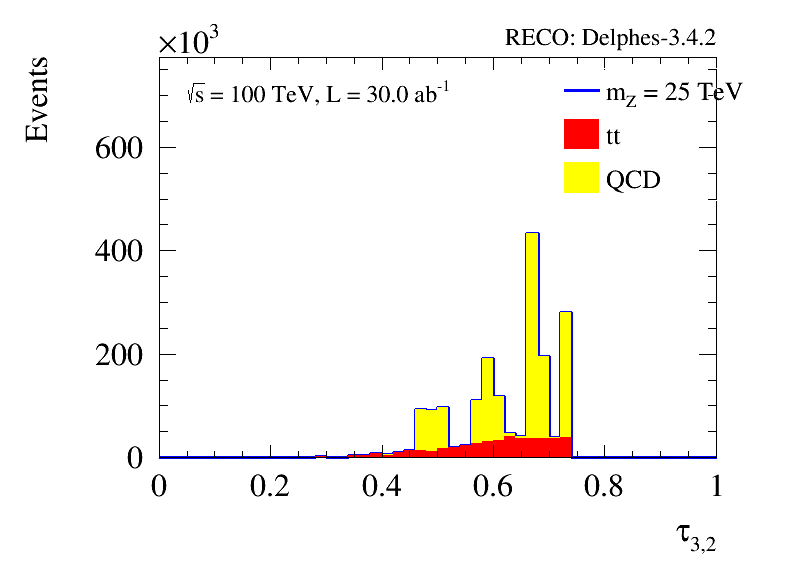 ×10³
RECO: Delphes-3.4.2
Events
√s = 100 TeV, L = 30.0 ab⁻¹
m_Z = 25 TeV
tt
QCD
600
400
200
0
0 0.2 0.4 0.6 0.8 1
τ_3,2